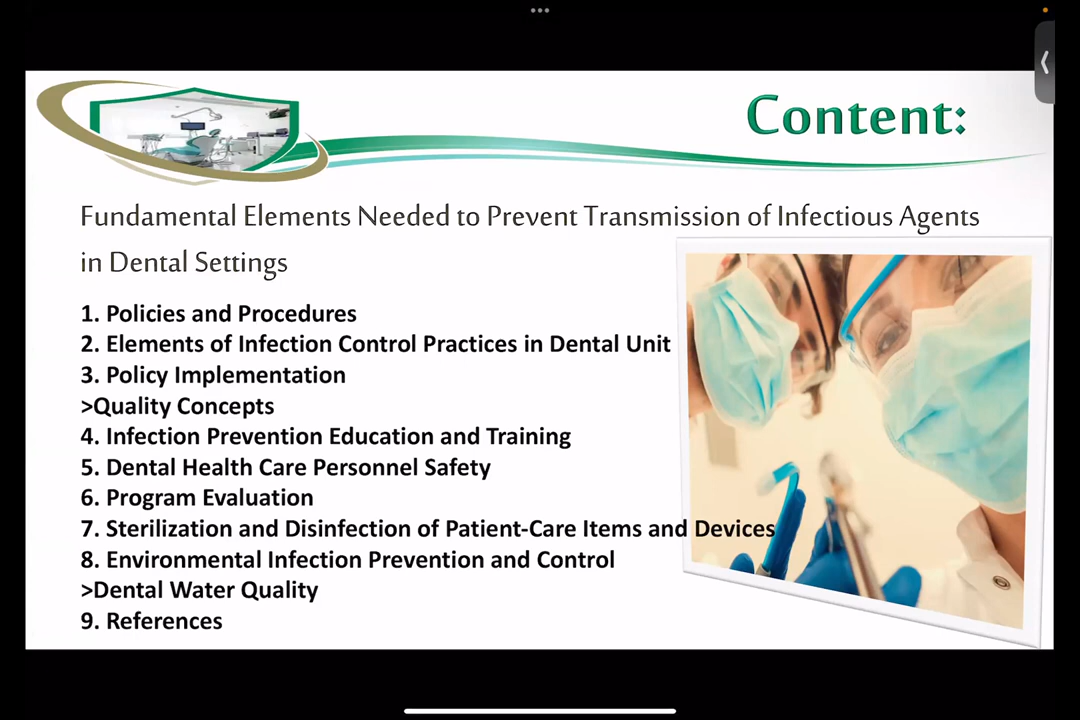 Content:
Fundamental Elements Needed to Prevent Transmission of Infectious Agents
in Dental Settings
1. Policies and Procedures
2. Elements of Infection Control Practices in Dental Unit
3. Policy Implementation
>Quality Concepts
4. Infection Prevention Education and Training
5. Dental Health Care Personnel Safety
6. Program Evaluation
7. Sterilization and Disinfection of Patient-Care Items and Devices
8. Environmental Infection Prevention and Control
>Dental Water Quality
9. References